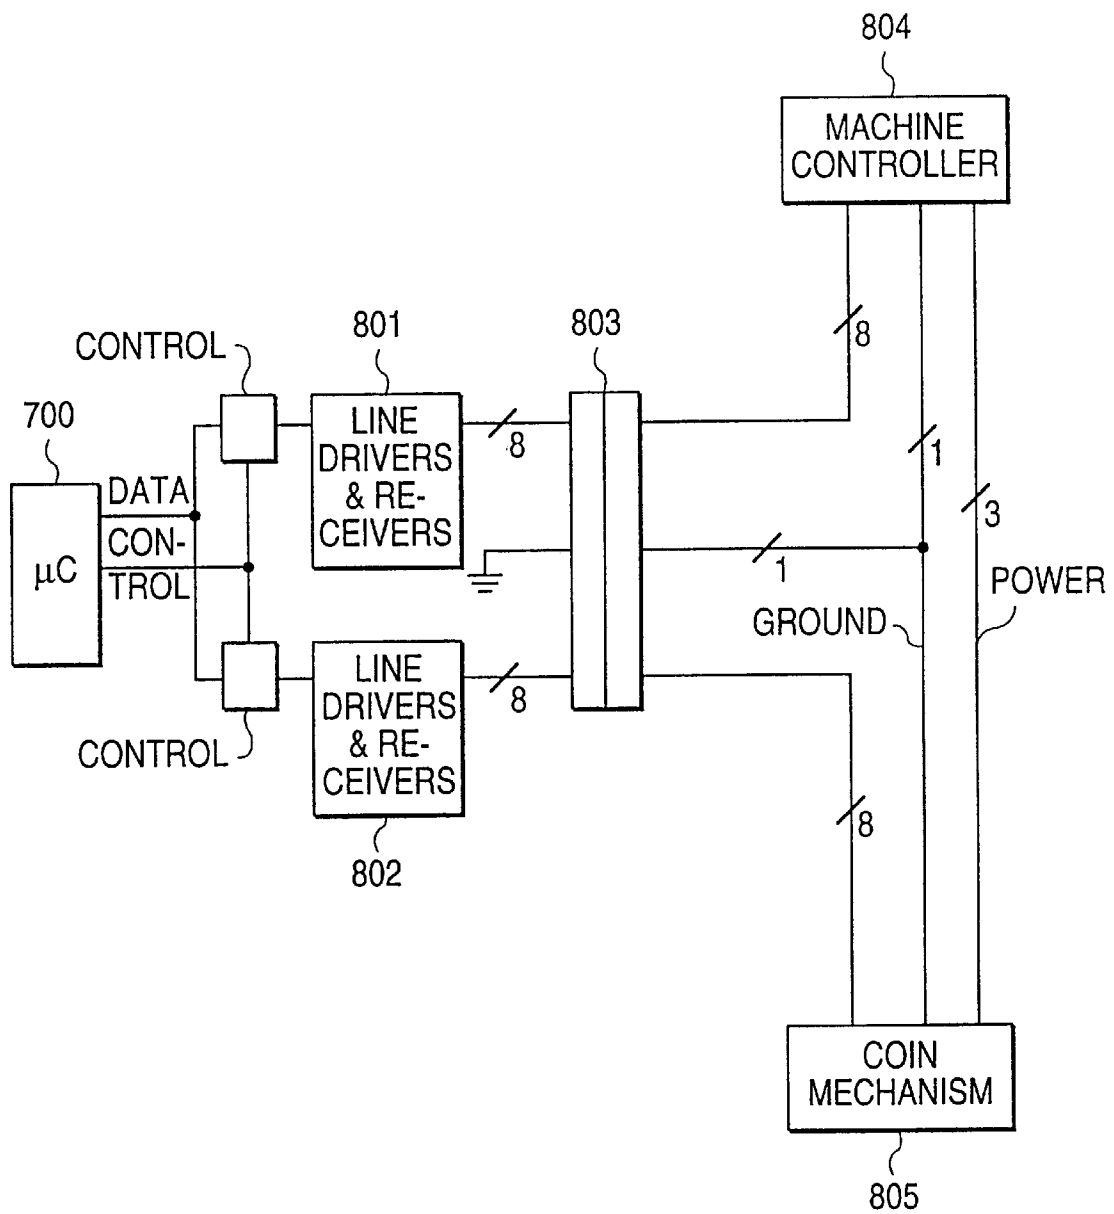 804
MACHINE
CONTROLLER
8
1
3
POWER
GROUND
1
803
801
CONTROL
700
DATA
CON-
TROL
μC
LINE
DRIVERS
& RE-
CEIVERS
8
LINE
DRIVERS
& RE-
CEIVERS
8
CONTROL
802
8
COIN
MECHANISM
805